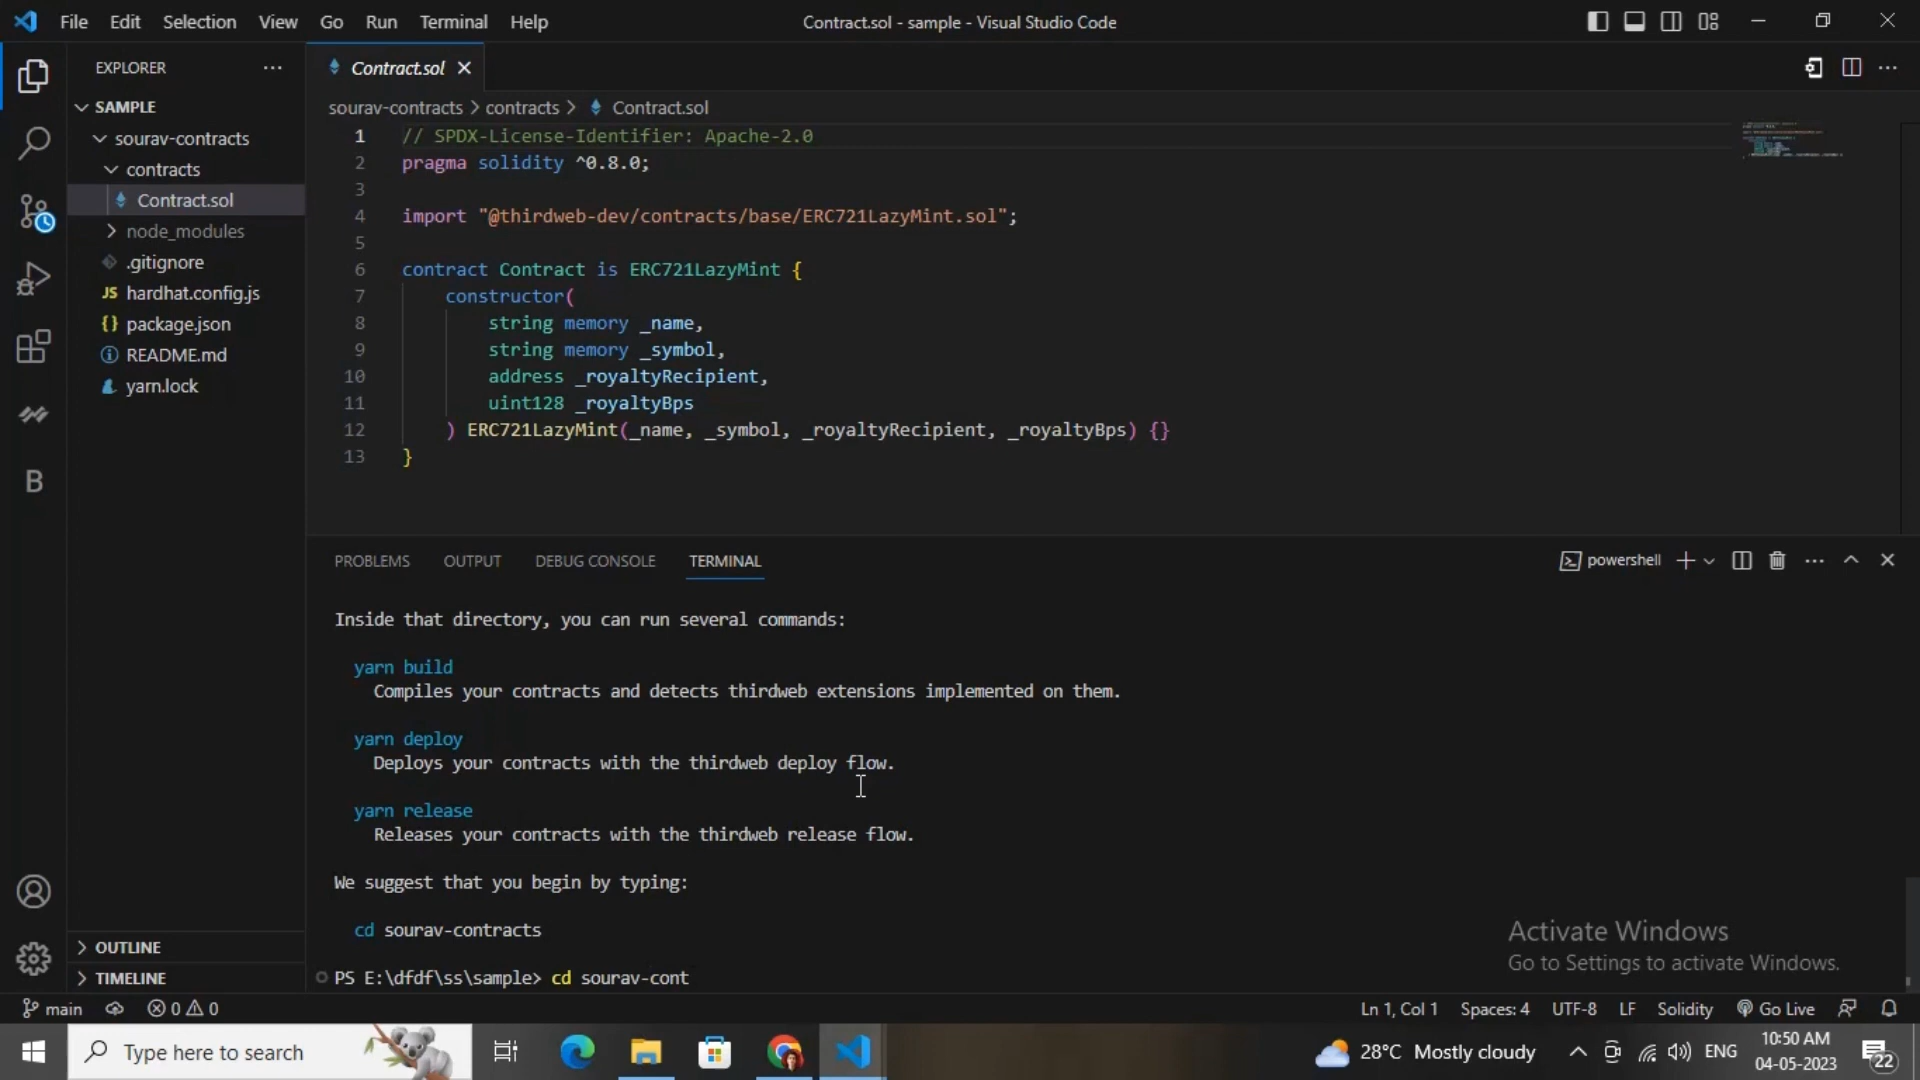 File Edit Selection View Go Run Terminal Help
Contract.sol - sample - Visual Studio Code
EXPLORER
SAMPLE
sourav-contracts
contracts
Contract.sol
node_modules
.gitignore
JS hardhat.config.js
{} package.json
README.md
yarn.lock
B
OUTLINE
TIMELINE
Contract.sol
sourav-contracts > contracts > Contract.sol
1 // SPDX-License-Identifier: Apache-2.0
2 pragma solidity ^0.8.0;
3
4 import "@thirdweb-dev/contracts/base/ERC721LazyMint.sol";
5
6 contract Contract is ERC721LazyMint {
7 constructor(
8 string memory _name,
9 string memory _symbol,
10 address _royaltyRecipient,
11 uint128 _royaltyBps
12 ) ERC721LazyMint(_name, _symbol, _royaltyRecipient, _royaltyBps) {}
13 }
PROBLEMS OUTPUT DEBUG CONSOLE TERMINAL
powershell
Inside that directory, you can run several commands:
yarn build
Compiles your contracts and detects thirdweb extensions implemented on them.
yarn deploy
Deploys your contracts with the thirdweb deploy flow.
yarn release
Releases your contracts with the thirdweb release flow.
We suggest that you begin by typing:
cd sourav-contracts
PS E:\dfdf\ss\sample> cd sourav-cont
Activate Windows
Go to Settings to activate Windows.
main 0 0
Ln 1, Col 1 Spaces: 4 UTF-8 LF Solidity Go Live
Type here to search
28°C Mostly cloudy
ENG
10:50 AM
04-05-2023
22